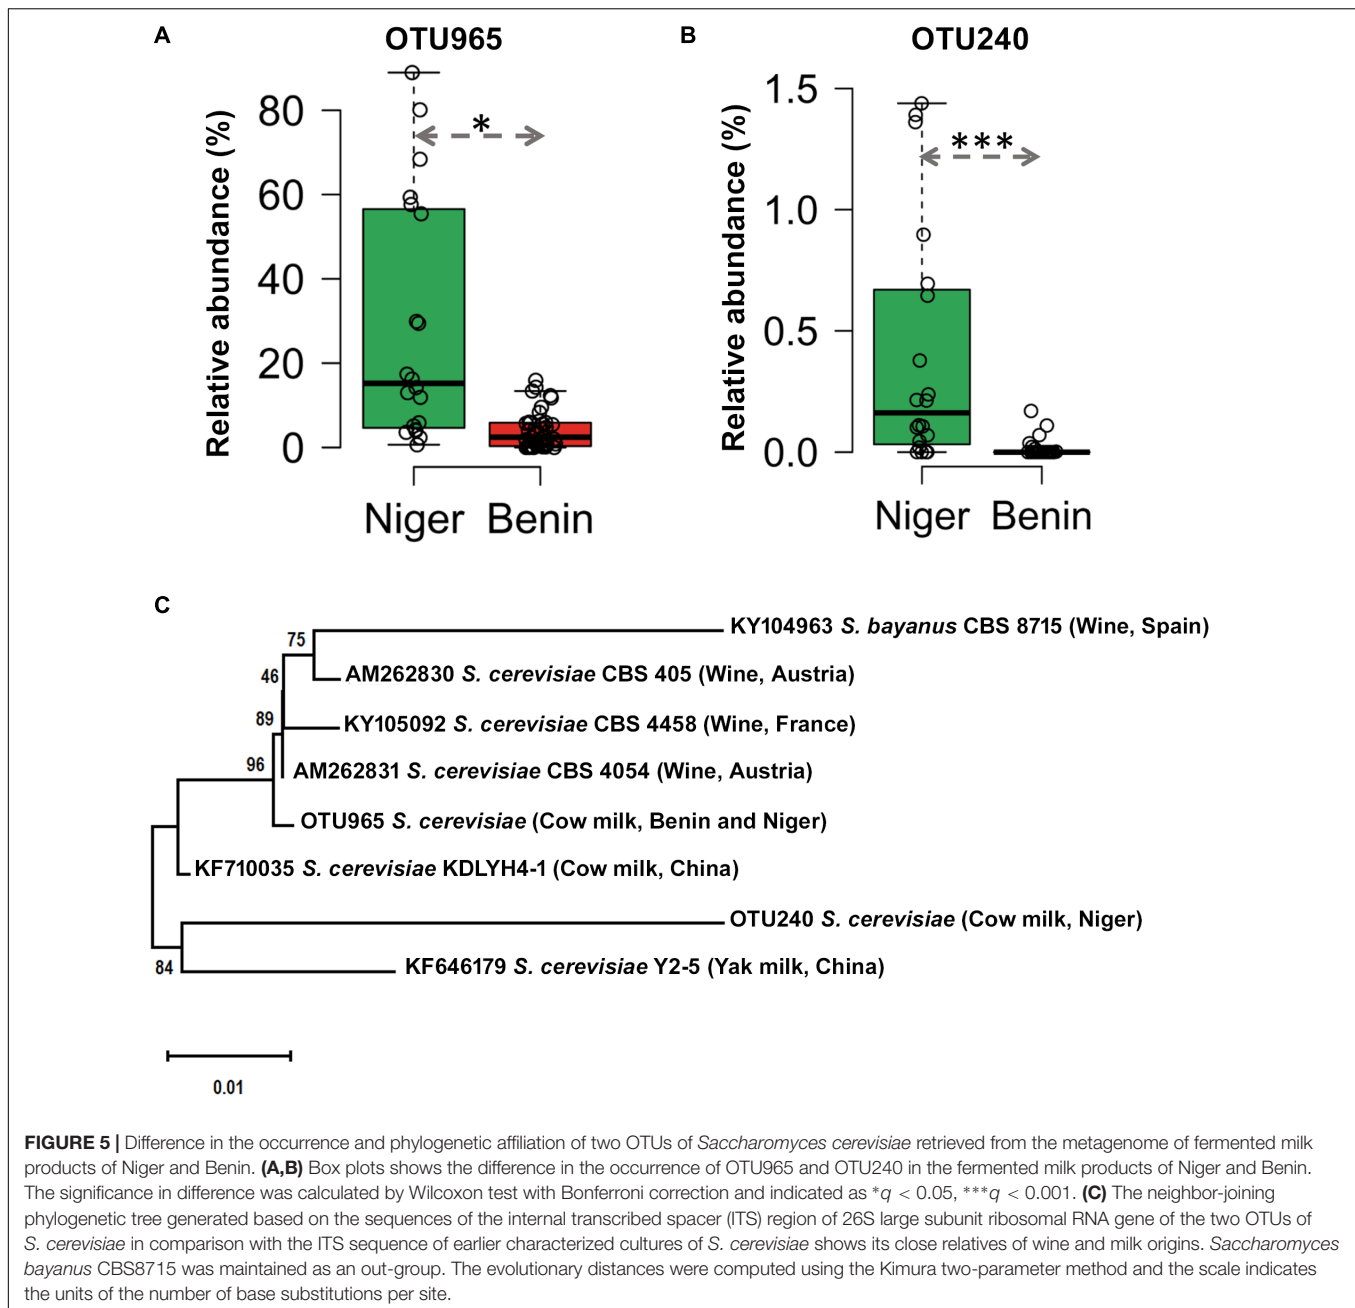 A
OTU965
Relative abundance (%)
80
60
40
20
0
*
Niger Benin
B
OTU240
Relative abundance (%)
1.5
1.0
0.5
0.0
***
Niger Benin
C
75
46
89
96
84
KY104963 S. bayanus CBS 8715 (Wine, Spain)
AM262830 S. cerevisiae CBS 405 (Wine, Austria)
KY105092 S. cerevisiae CBS 4458 (Wine, France)
AM262831 S. cerevisiae CBS 4054 (Wine, Austria)
OTU965 S. cerevisiae (Cow milk, Benin and Niger)
KF710035 S. cerevisiae KDLYH4-1 (Cow milk, China)
OTU240 S. cerevisiae (Cow milk, Niger)
KF646179 S. cerevisiae Y2-5 (Yak milk, China)
0.01
FIGURE 5 | Difference in the occurrence and phylogenetic affiliation of two OTUs of Saccharomyces cerevisiae retrieved from the metagenome of fermented milk
products of Niger and Benin. (A,B) Box plots shows the difference in the occurrence of OTU965 and OTU240 in the fermented milk products of Niger and Benin.
The significance in difference was calculated by Wilcoxon test with Bonferroni correction and indicated as *q < 0.05, ***q < 0.001. (C) The neighbor-joining
phylogenetic tree generated based on the sequences of the internal transcribed spacer (ITS) region of 26S large subunit ribosomal RNA gene of the two OTUs of
S. cerevisiae in comparison with the ITS sequence of earlier characterized cultures of S. cerevisiae shows its close relatives of wine and milk origins. Saccharomyces
bayanus CBS8715 was maintained as an out-group. The evolutionary distances were computed using the Kimura two-parameter method and the scale indicates
the units of the number of base substitutions per site.